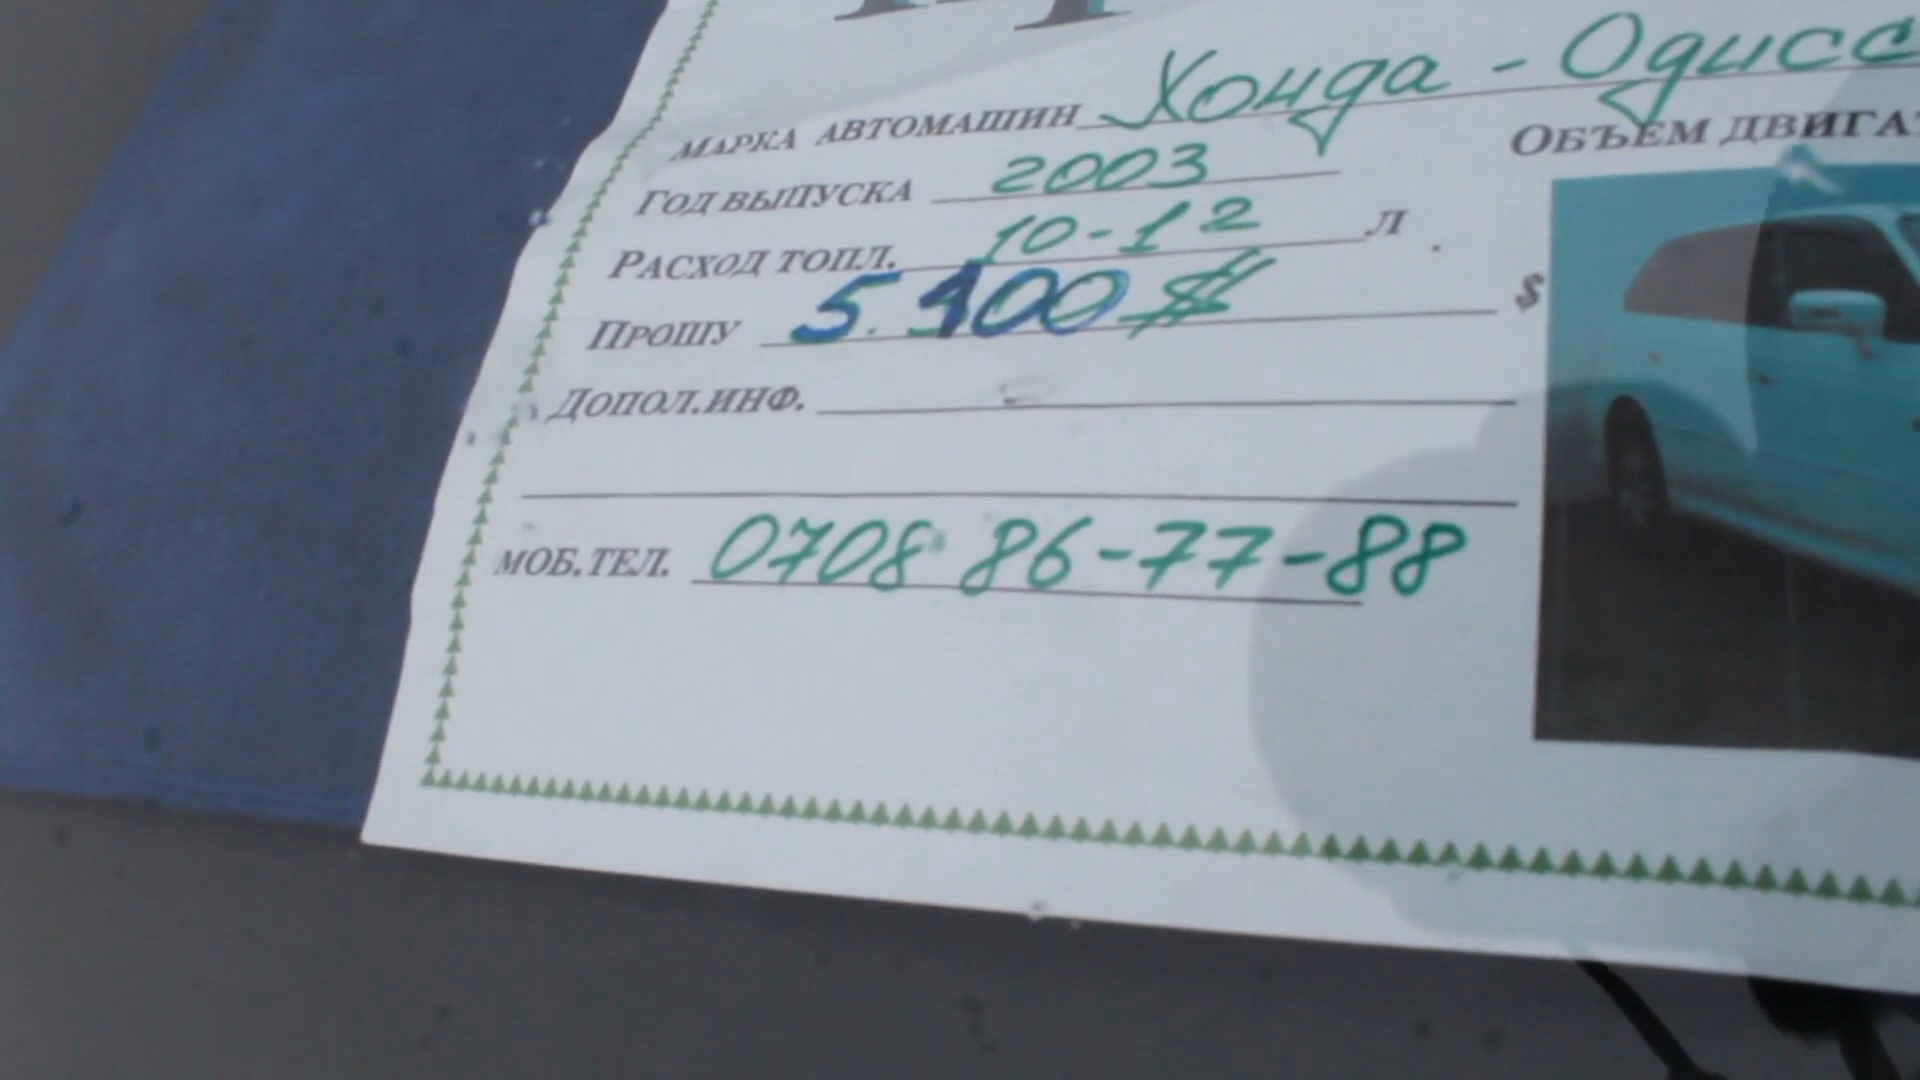 МАРКА АВТОМАШИН Хонда - Одисс
ОБЪЕМ ДВИГАТ
ГОД ВЫПУСКА 2003
РАСХОД ТОПЛ. 10-12 Л.
ПРОШУ 5.100$ $
ДОПОЛ.ИНФ.
МОБ.ТЕЛ. 0708 86-77-88